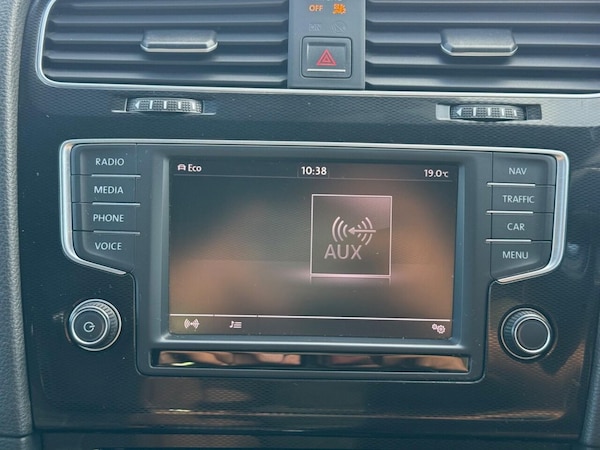 OFF
RADIO
MEDIA
PHONE
VOICE
Eco 10:38 19.0°C
AUX
NAV
TRAFFIC
CAR
MENU